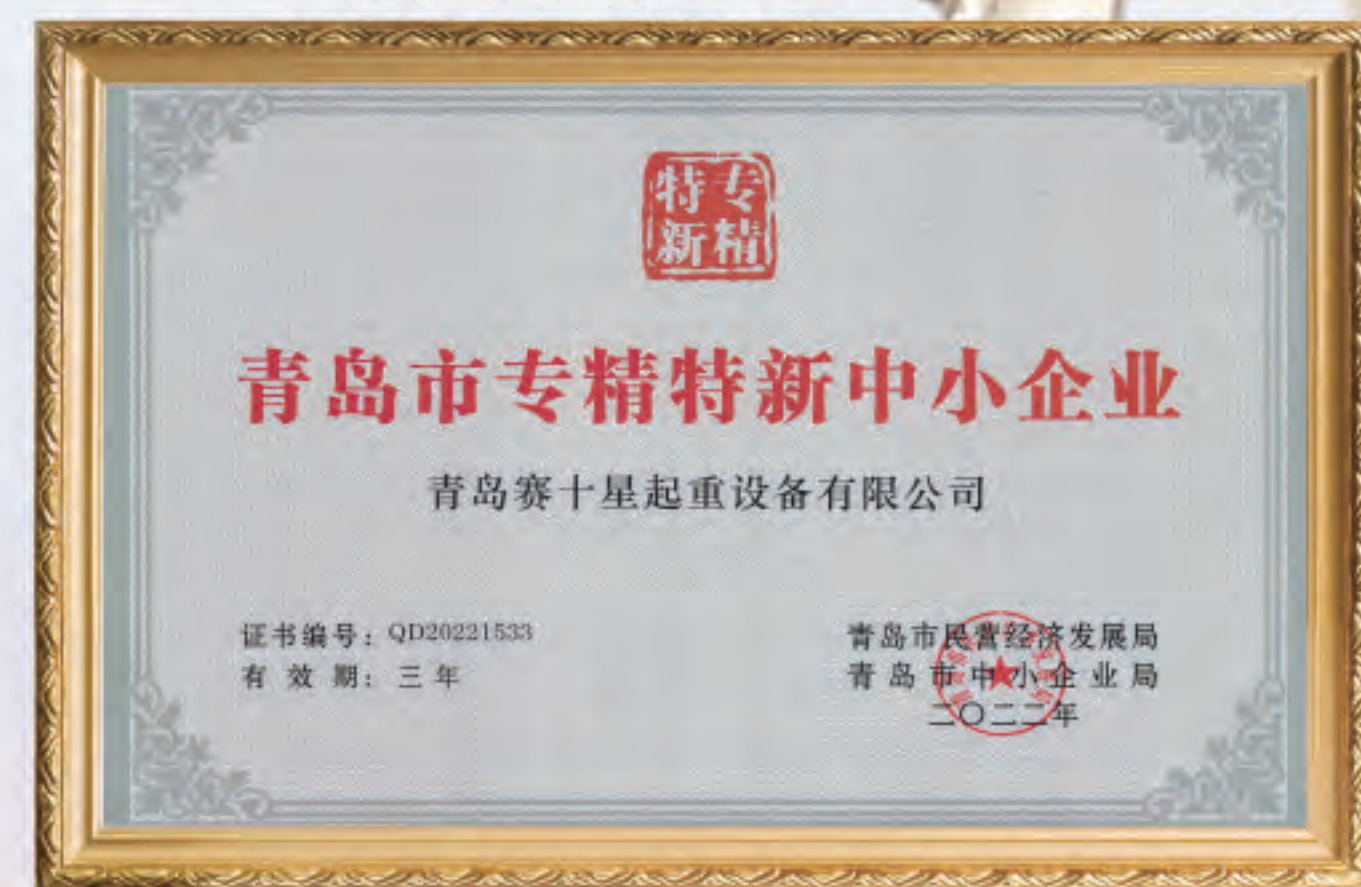 专精
特新
青岛市专精特新中小企业
青岛赛十星起重设备有限公司
证书编号：QD20221533
有效期：三年
青岛市民营经济发展局
青岛市中小企业局
二〇二二年